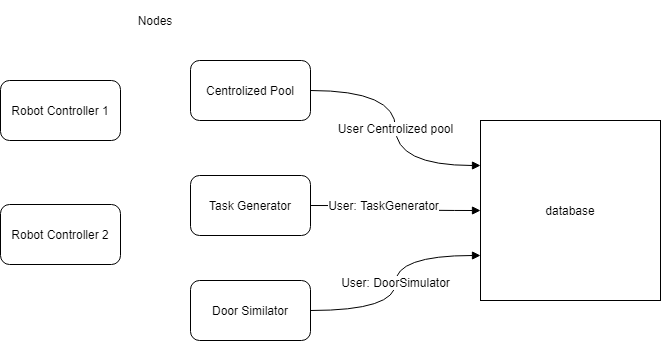 Nodes
Robot Controller 1
Centrolized Pool
User Centrolized pool
Task Generator
User: TaskGenerator
database
Robot Controller 2
User: DoorSimulator
Door Similator